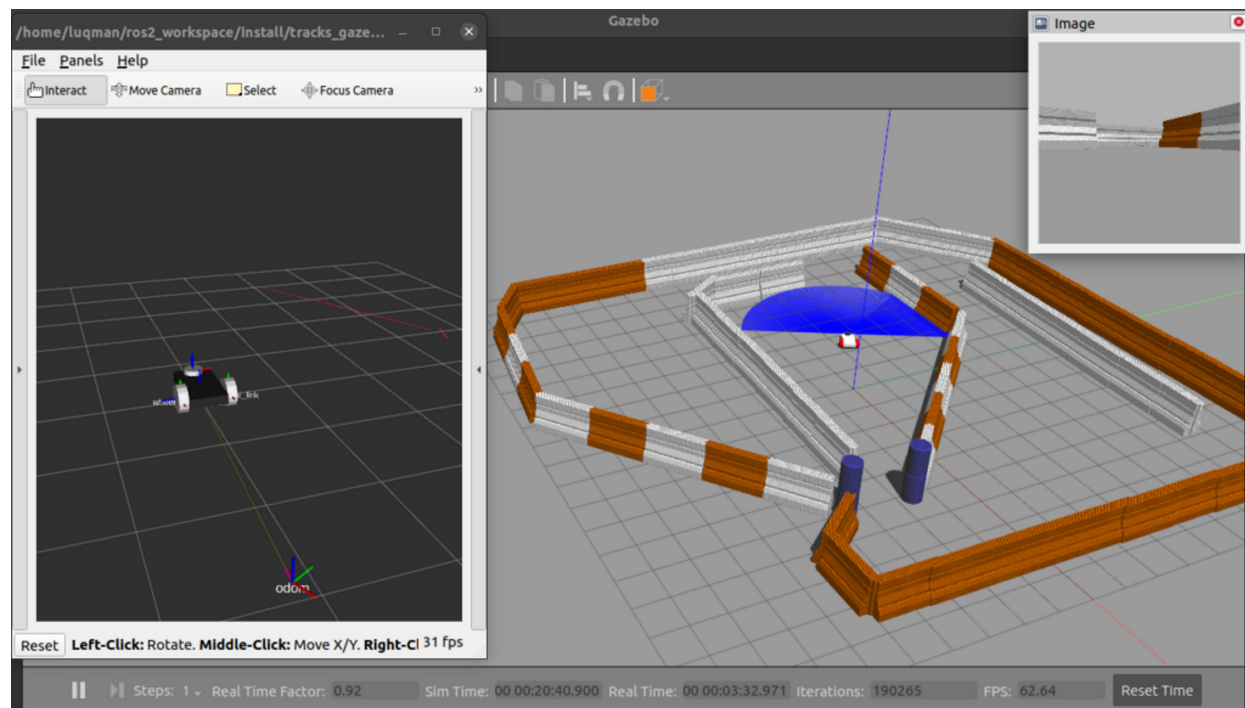 Gazebo
/home/luqman/ros2_workspace/install/tracks_gaze...
File Panels Help
Interact Move Camera Select Focus Camera
Image
odom
Reset Left-Click: Rotate. Middle-Click: Move X/Y. Right-Cl 31 fps
Steps: 1 Real Time Factor: 0.92 Sim Time: 00 00:20:40.900 Real Time: 00 00:03:32.971 Iterations: 190265 FPS: 62.64 Reset Time